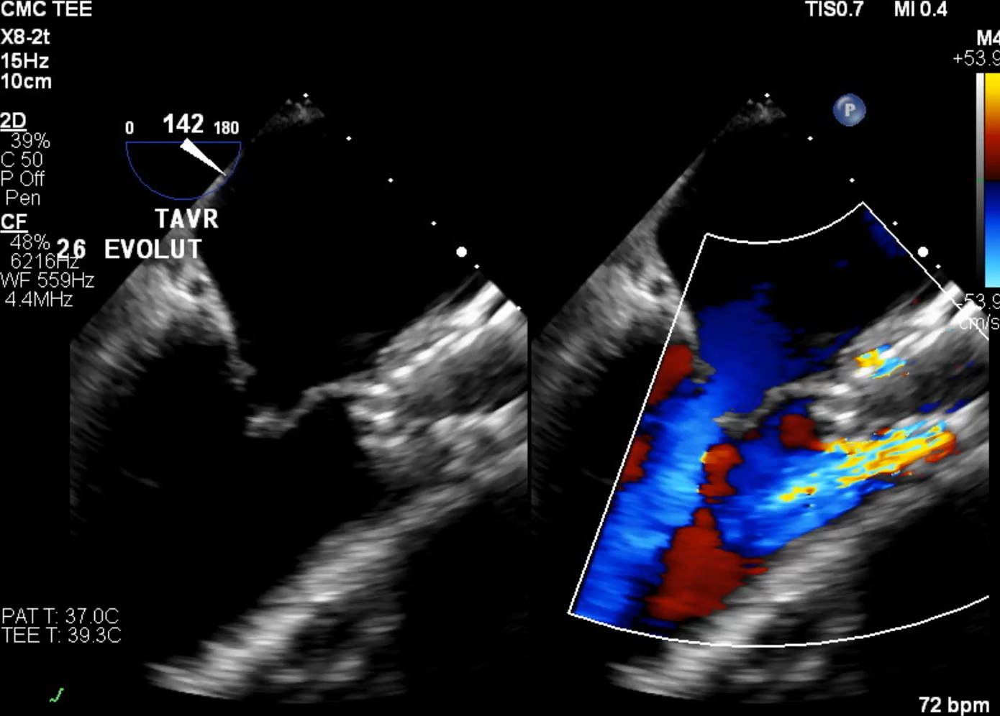 CMC TEE
TIS0.7 MI 0.4
X8-2t
15Hz
10cm
M4
+53.9
2D
39%
C 50
P Off
Pen
CF
48%
6216Hz
WF 559Hz
4.4MHz
0 142 180
TAVR
26 EVOLUT
P
-53.9
cm/s
PAT T: 37.0C
TEE T: 39.3C
72 bpm